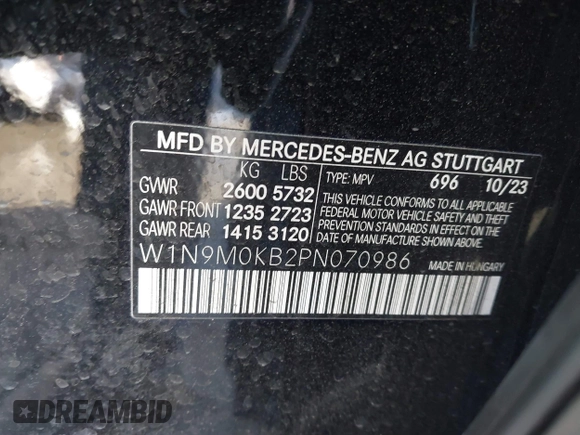 MFD BY MERCEDES-BENZ AG STUTTGART
KG LBS
GVWR 2600 5732
GAWR FRONT 1235 2723
GAWR REAR 1415 3120
TYPE: MPV 696 10/23
THIS VEHICLE CONFORMS TO ALL APPLICABLE
FEDERAL MOTOR VEHICLE SAFETY AND THEFT
PREVENTION STANDARDS IN EFFECT ON THE
DATE OF MANUFACTURE SHOWN ABOVE.
W1N9M0KB2PN070986
MADE IN HUNGARY
DREAMBID